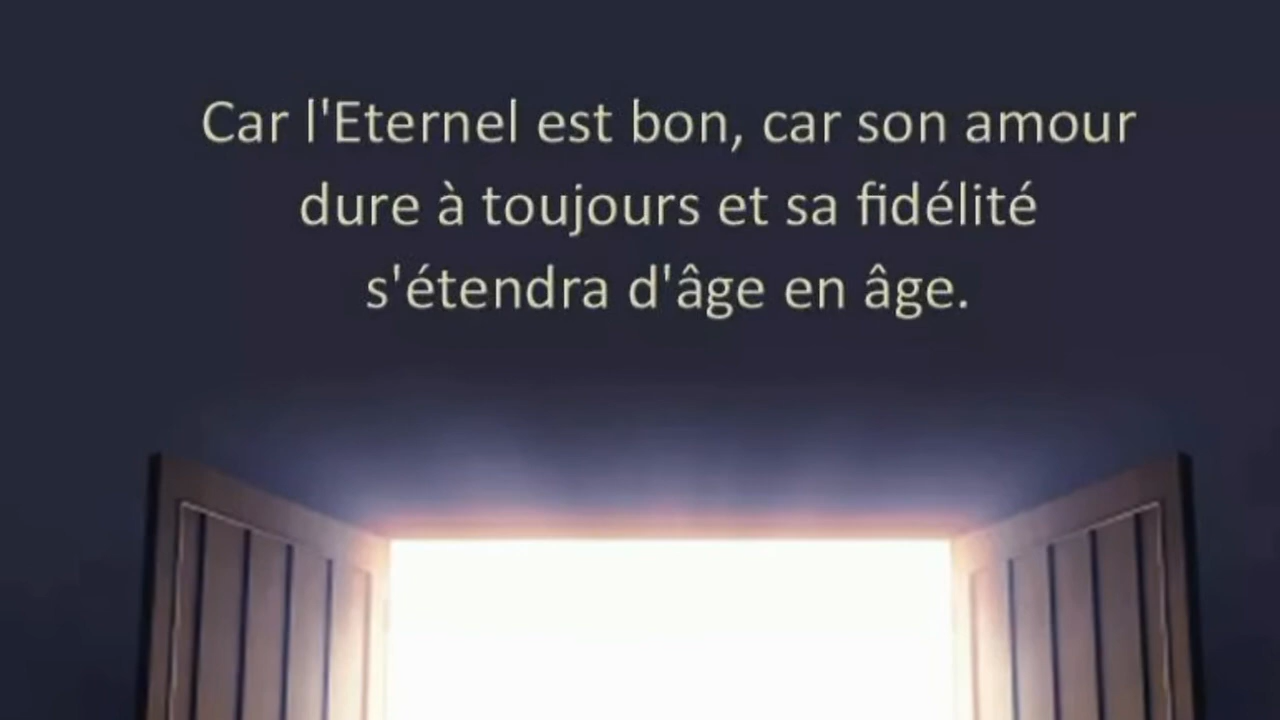 Car l'Eternel est bon, car son amour
dure à toujours et sa fidélité
s'étendra d'âge en âge.